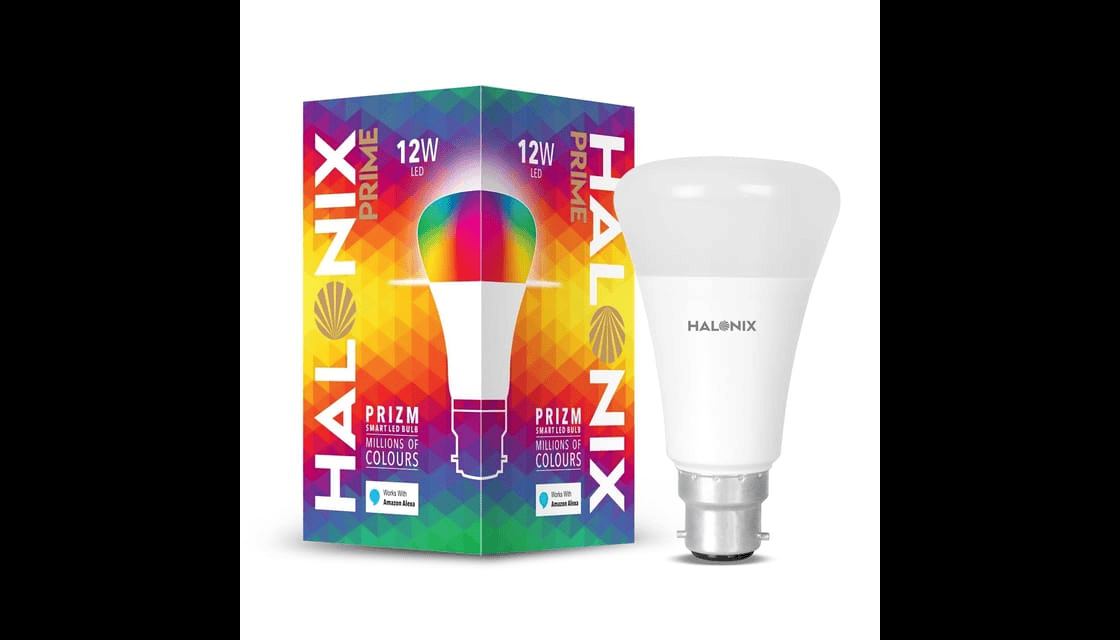 HALONIX
PRIME
12W
LED
PRIZM
SMART LED BULB
MILLIONS OF
COLOURS
Works With
Amazon Alexa
12W
LED
PRIME
HALONIX
PRIZM
SMART LED BULB
MILLIONS OF
COLOURS
Works With
Amazon Alexa
HALONIX